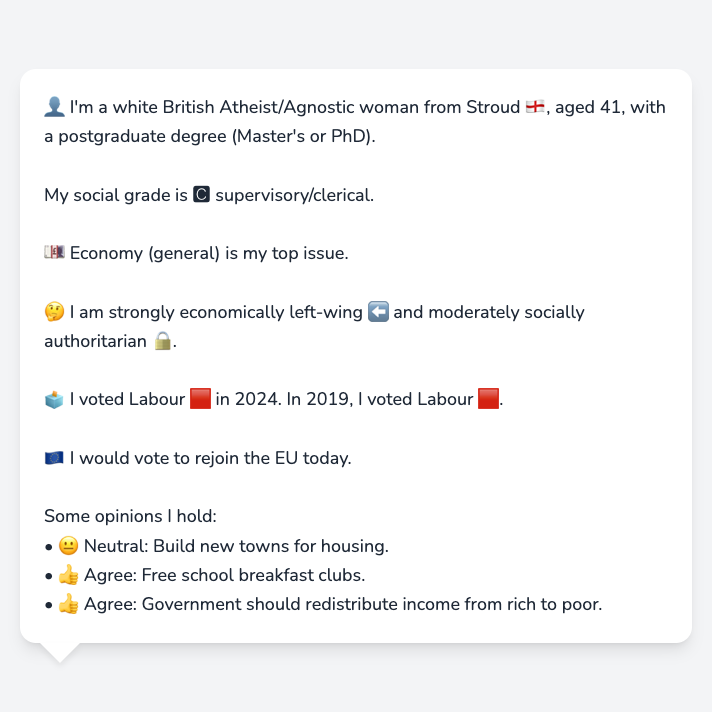 👤 I'm a white British Atheist/Agnostic woman from Stroud 🏴󠁧󠁢󠁥󠁮󠁧󠁿, aged 41, with
a postgraduate degree (Master's or PhD).
My social grade is 🅲 supervisory/clerical.
💷 Economy (general) is my top issue.
🤔 I am strongly economically left-wing ⬅️ and moderately socially
authoritarian 🔒.
🗳️ I voted Labour 🟥 in 2024. In 2019, I voted Labour 🟥.
🇪🇺 I would vote to rejoin the EU today.
Some opinions I hold:
• 😐 Neutral: Build new towns for housing.
• 👍 Agree: Free school breakfast clubs.
• 👍 Agree: Government should redistribute income from rich to poor.